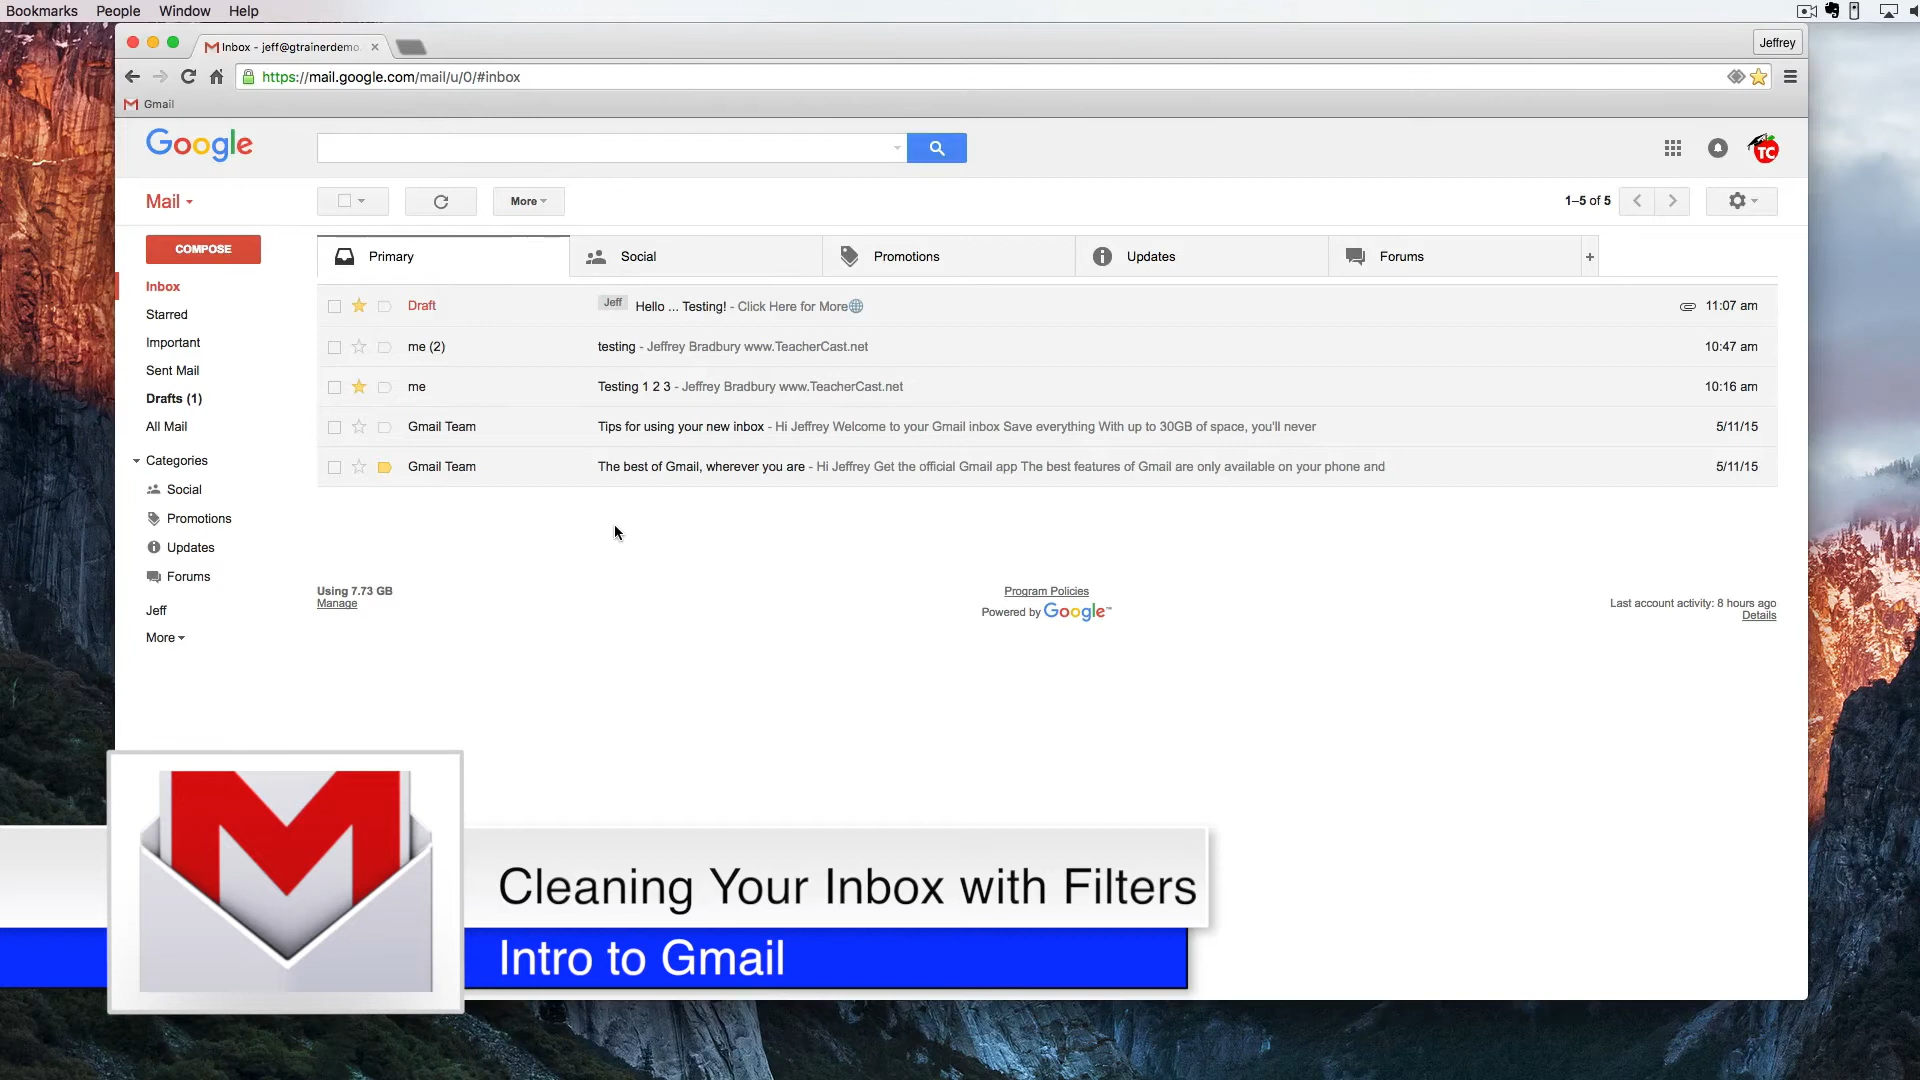 Bookmarks People Window Help
Inbox - jeff@gtrainerdemo
Jeffrey
https://mail.google.com/mail/u/0/#inbox
Gmail
Google
TC
Mail
More
1–5 of 5
COMPOSE
Primary
Social
Promotions
Updates
Forums
+
Inbox
Starred
Important
Sent Mail
Drafts (1)
All Mail
Categories
Social
Promotions
Updates
Forums
Jeff
More
Draft Jeff Hello ... Testing! - Click Here for More 11:07 am
me (2) testing - Jeffrey Bradbury www.TeacherCast.net 10:47 am
me Testing 1 2 3 - Jeffrey Bradbury www.TeacherCast.net 10:16 am
Gmail Team Tips for using your new inbox - Hi Jeffrey Welcome to your Gmail inbox Save everything With up to 30GB of space, you'll never 5/11/15
Gmail Team The best of Gmail, wherever you are - Hi Jeffrey Get the official Gmail app The best features of Gmail are only available on your phone and 5/11/15
Using 7.73 GB
Manage
Program Policies
Powered by Google™
Last account activity: 8 hours ago
Details
Cleaning Your Inbox with Filters
Intro to Gmail